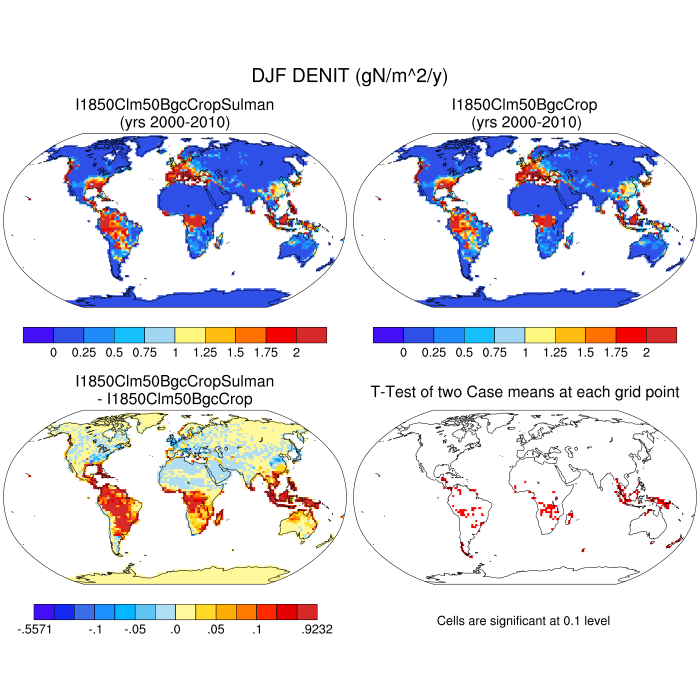 DJF DENIT (gN/m^2/y)
I1850Clm50BgcCropSulman
(yrs 2000-2010)
I1850Clm50BgcCrop
(yrs 2000-2010)
0 0.25 0.5 0.75 1 1.25 1.5 1.75 2
0 0.25 0.5 0.75 1 1.25 1.5 1.75 2
I1850Clm50BgcCropSulman
- I1850Clm50BgcCrop
T-Test of two Case means at each grid point
-.5571 -.1 -.05 .0 .05 .1 .9232
Cells are significant at 0.1 level